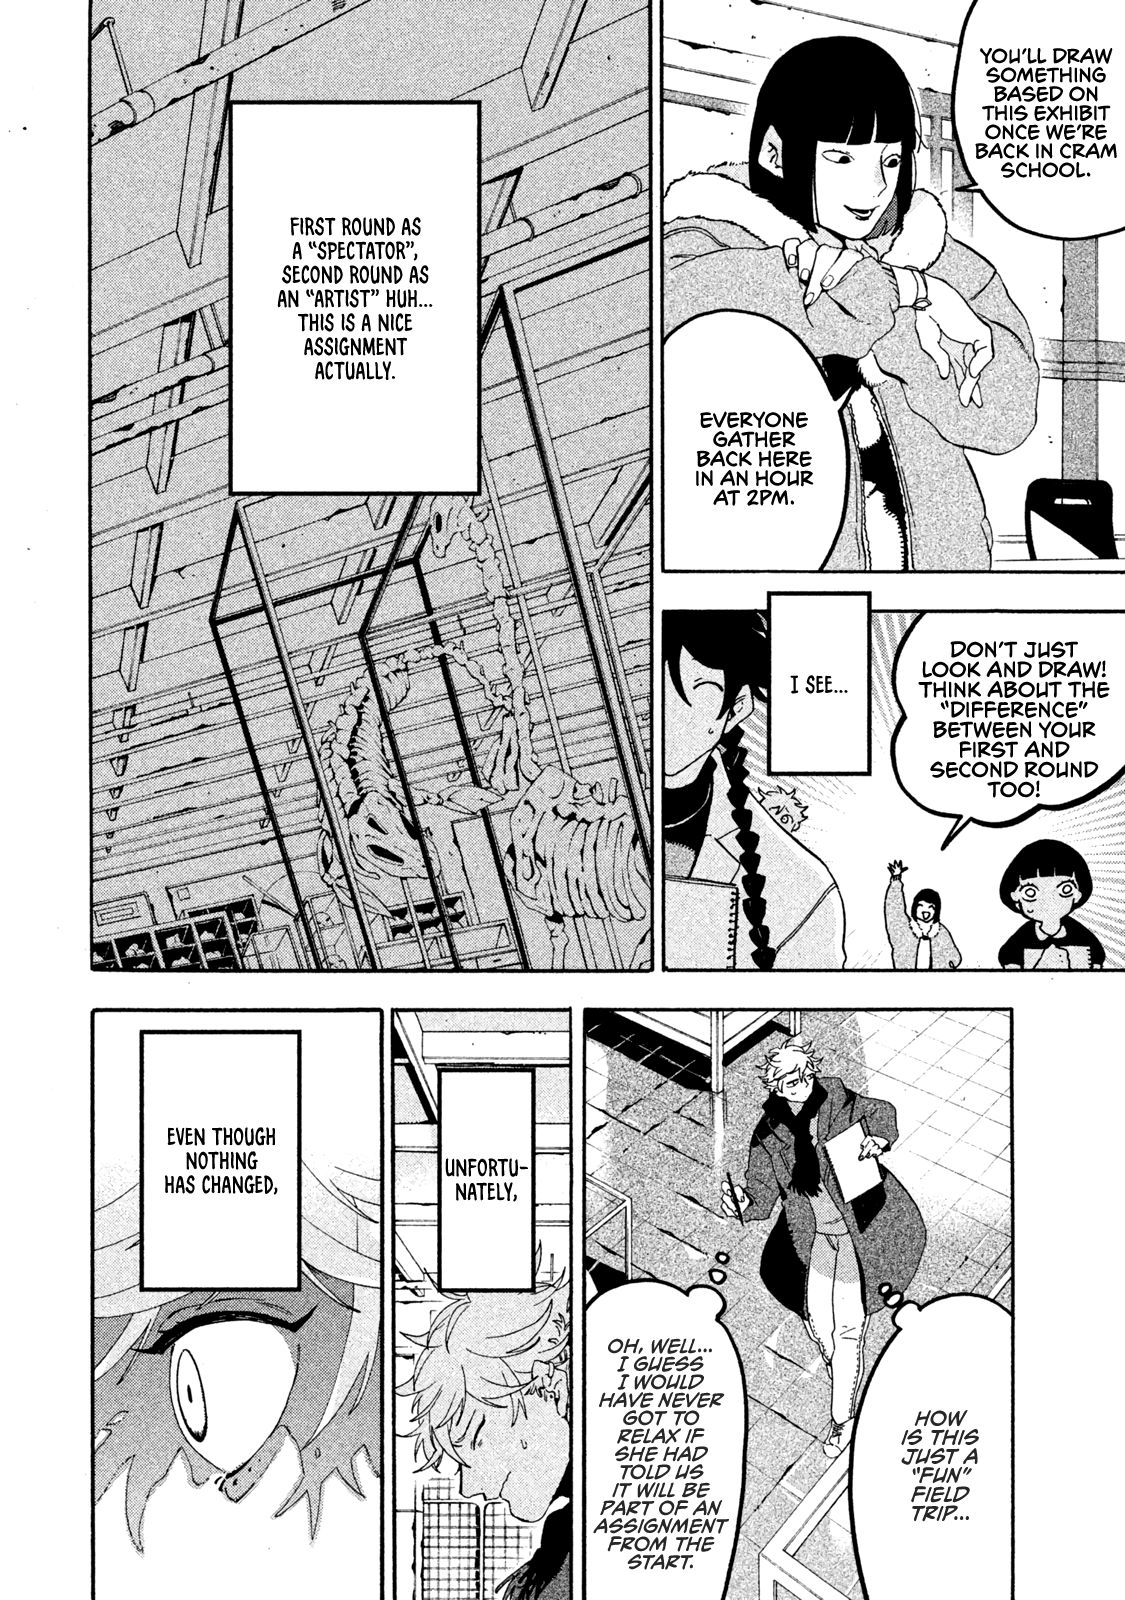 YOU'LL DRAW
SOMETHING
BASED ON
THIS EXHIBIT
ONCE WE'RE
BACK IN CRAM
SCHOOL.
EVERYONE
GATHER
BACK HERE
IN AN HOUR
AT 2PM.
DON'T JUST
LOOK AND DRAW!
THINK ABOUT THE
"DIFFERENCE"
BETWEEN YOUR
FIRST AND
SECOND ROUND
TOO!
I SEE...
FIRST ROUND AS
A "SPECTATOR",
SECOND ROUND AS
AN "ARTIST" HUH...
THIS IS A NICE
ASSIGNMENT
ACTUALLY.
HOW
IS THIS
JUST A
"FUN"
FIELD
TRIP...
OH, WELL...
I GUESS
I WOULD
HAVE NEVER
GOT TO
RELAX IF
SHE HAD
TOLD US
IT WILL BE
PART OF AN
ASSIGNMENT
FROM THE
START.
UNFORTU-
NATELY,
EVEN THOUGH
NOTHING
HAS CHANGED,